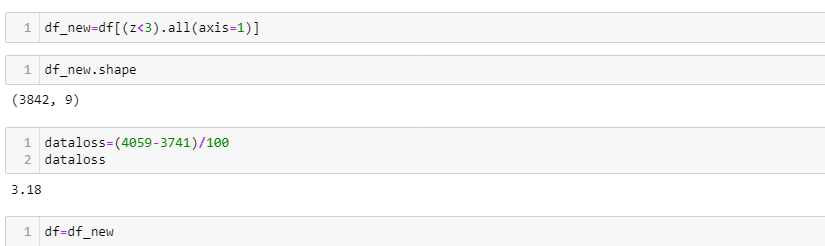 1 df_new=df[(z<3).all(axis=1)]
1 df_new.shape
(3842, 9)
1 dataloss=(4059-3741)/100
2 dataloss
3.18
1 df=df_new